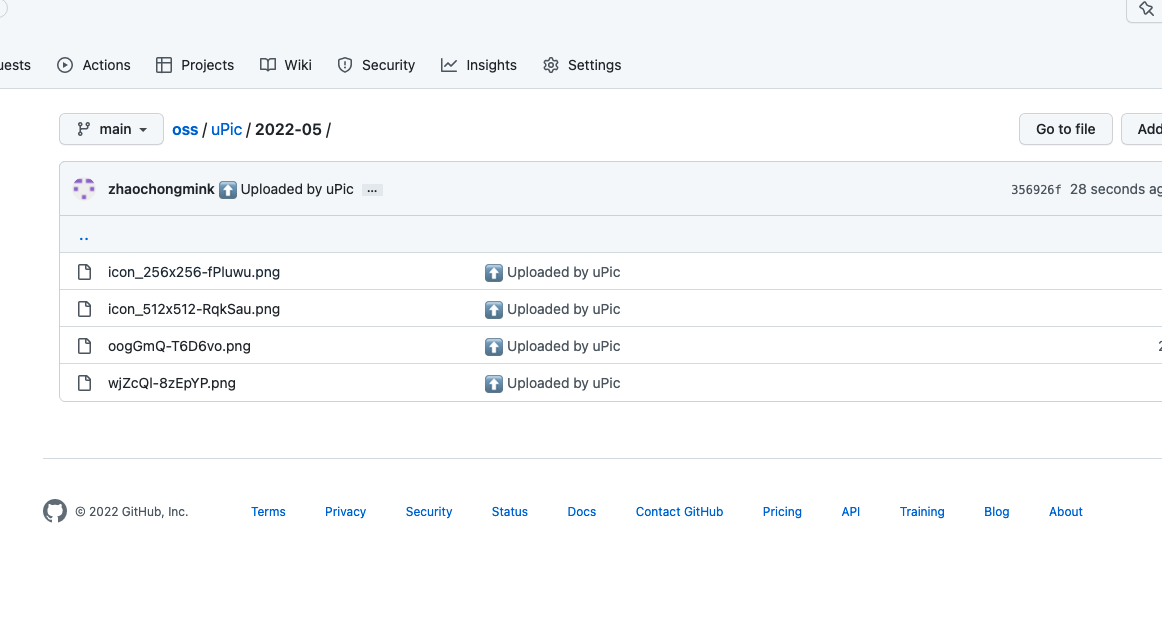 uests Actions Projects Wiki Security Insights Settings
main oss / uPic / 2022-05 / Go to file Add
zhaochongmink ⬆️ Uploaded by uPic ... 356926f 28 seconds ag
..
icon_256x256-fPluwu.png ⬆️ Uploaded by uPic
icon_512x512-RqkSau.png ⬆️ Uploaded by uPic
oogGmQ-T6D6vo.png ⬆️ Uploaded by uPic 2
wjZcQl-8zEpYP.png ⬆️ Uploaded by uPic
© 2022 GitHub, Inc. Terms Privacy Security Status Docs Contact GitHub Pricing API Training Blog About